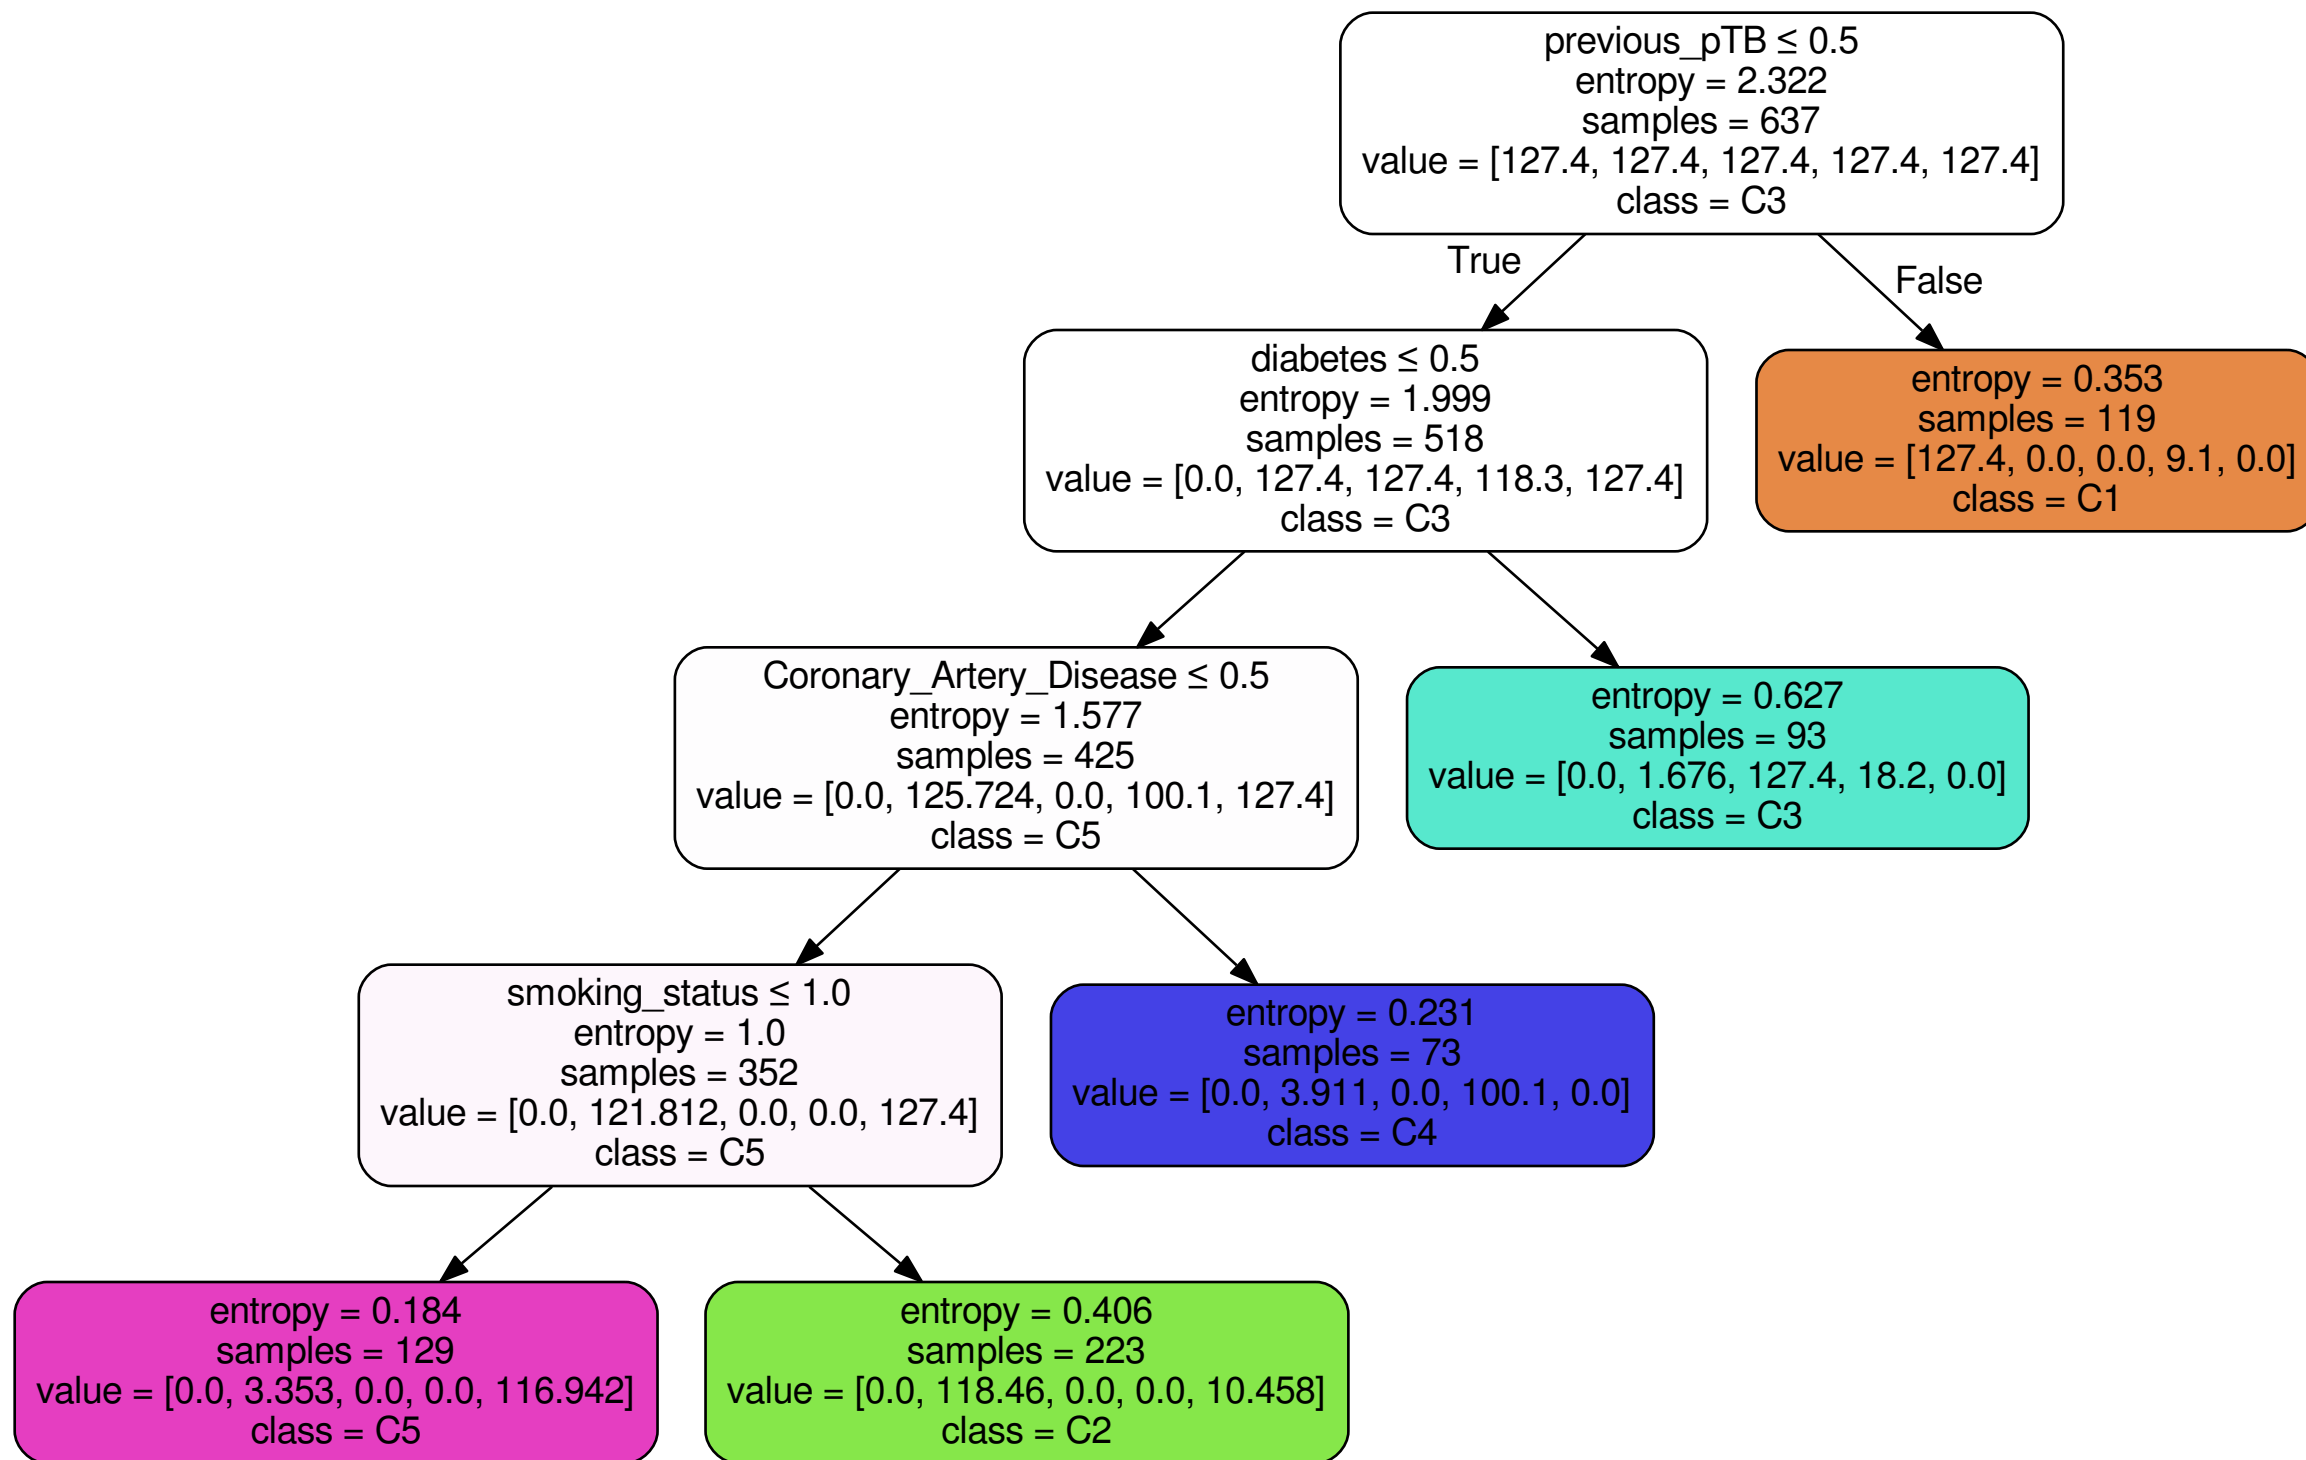 previous_pTB ≤ 0.5
entropy = 2.322
samples = 637
value = [127.4, 127.4, 127.4, 127.4, 127.4]
class = C3
True
False
diabetes ≤ 0.5
entropy = 1.999
samples = 518
value = [0.0, 127.4, 127.4, 118.3, 127.4]
class = C3
entropy = 0.353
samples = 119
value = [127.4, 0.0, 0.0, 9.1, 0.0]
class = C1
Coronary_Artery_Disease ≤ 0.5
entropy = 1.577
samples = 425
value = [0.0, 125.724, 0.0, 100.1, 127.4]
class = C5
entropy = 0.627
samples = 93
value = [0.0, 1.676, 127.4, 18.2, 0.0]
class = C3
smoking_status ≤ 1.0
entropy = 1.0
samples = 352
value = [0.0, 121.812, 0.0, 0.0, 127.4]
class = C5
entropy = 0.231
samples = 73
value = [0.0, 3.911, 0.0, 100.1, 0.0]
class = C4
entropy = 0.184
samples = 129
value = [0.0, 3.353, 0.0, 0.0, 116.942]
class = C5
entropy = 0.406
samples = 223
value = [0.0, 118.46, 0.0, 0.0, 10.458]
class = C2